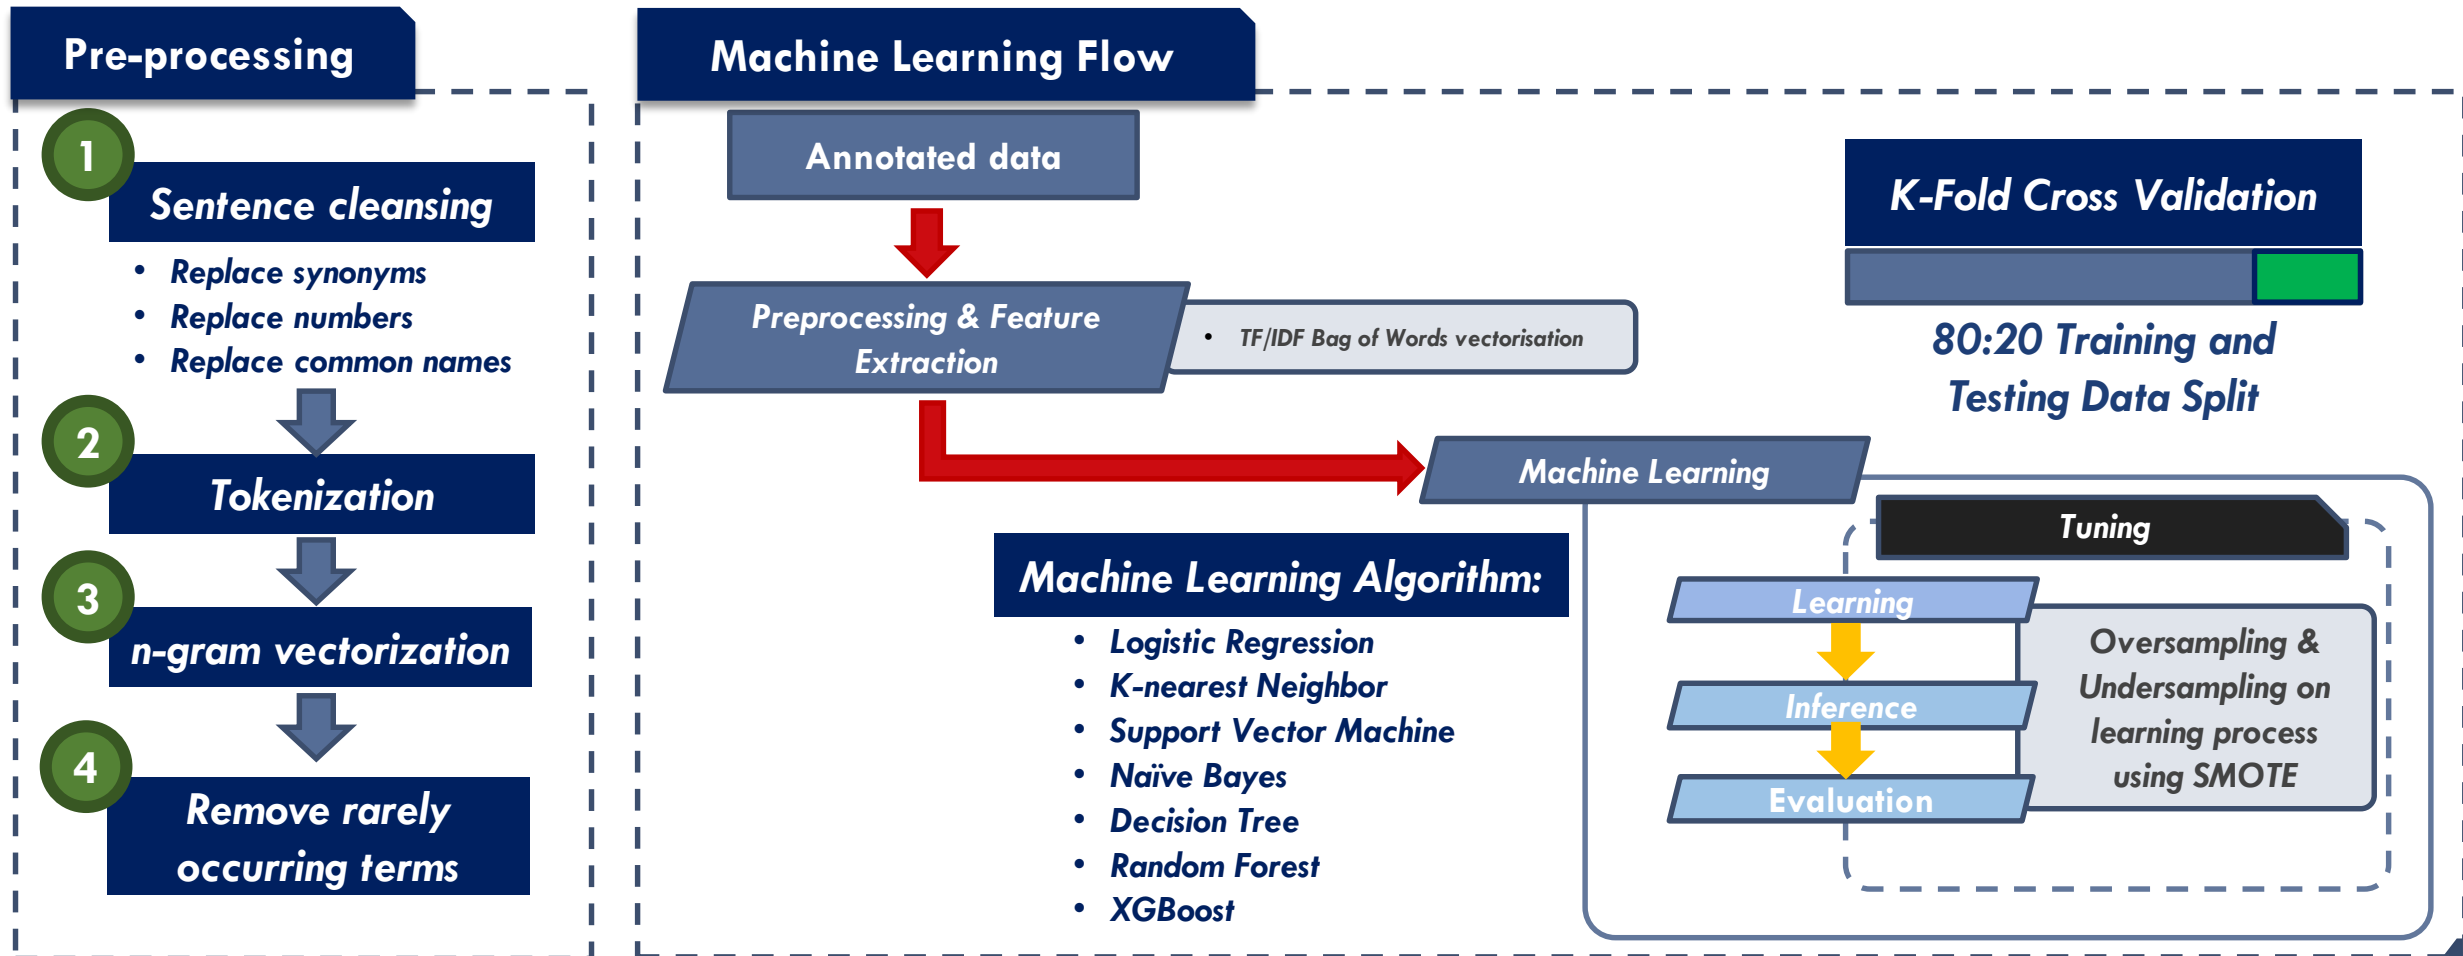 Pre-processing
1
Sentence cleansing
• Replace synonyms
• Replace numbers
• Replace common names
2
Tokenization
3
n-gram vectorization
4
Remove rarely
occurring terms
Machine Learning Flow
Annotated data
Preprocessing & Feature
Extraction
• TF/IDF Bag of Words vectorisation
K-Fold Cross Validation
80:20 Training and
Testing Data Split
Machine Learning
Machine Learning Algorithm:
• Logistic Regression
• K-nearest Neighbor
• Support Vector Machine
• Naïve Bayes
• Decision Tree
• Random Forest
• XGBoost
Tuning
Learning
Inference
Evaluation
Oversampling &
Undersampling on
learning process
using SMOTE